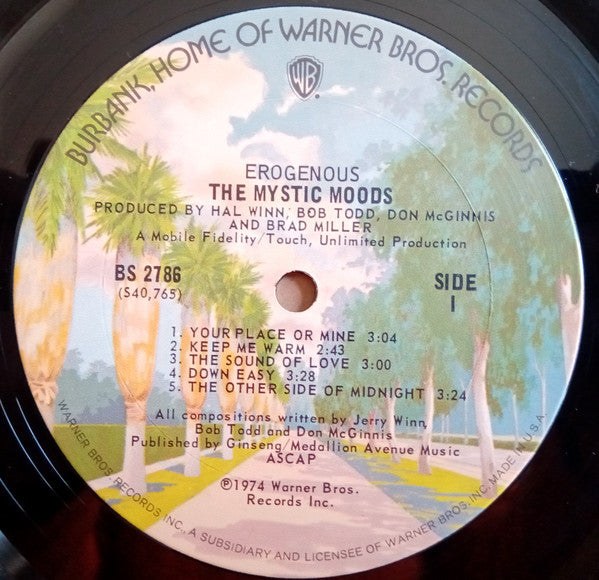 BURBANK, HOME OF WARNER BROS. RECORDS
WB
EROGENOUS
THE MYSTIC MOODS
PRODUCED BY HAL WINN, BOB TODD, DON McGINNIS
AND BRAD MILLER
A Mobile Fidelity/Touch, Unlimited Production
BS 2786
(S40,765)
SIDE
1
1. YOUR PLACE OR MINE 3:04
2. KEEP ME WARM 2:43
3. THE SOUND OF LOVE 3:00
4. DOWN EASY 3:28
5. THE OTHER SIDE OF MIDNIGHT 3:24
All compositions written by Jerry Winn,
Bob Todd and Don McGinnis
Published by Ginseng/Medallion Avenue Music
ASCAP
℗1974 Warner Bros.
Records Inc.
WARNER BROS. RECORDS INC., A SUBSIDIARY AND LICENSEE OF WARNER BROS. INC. MADE IN U.S.A.